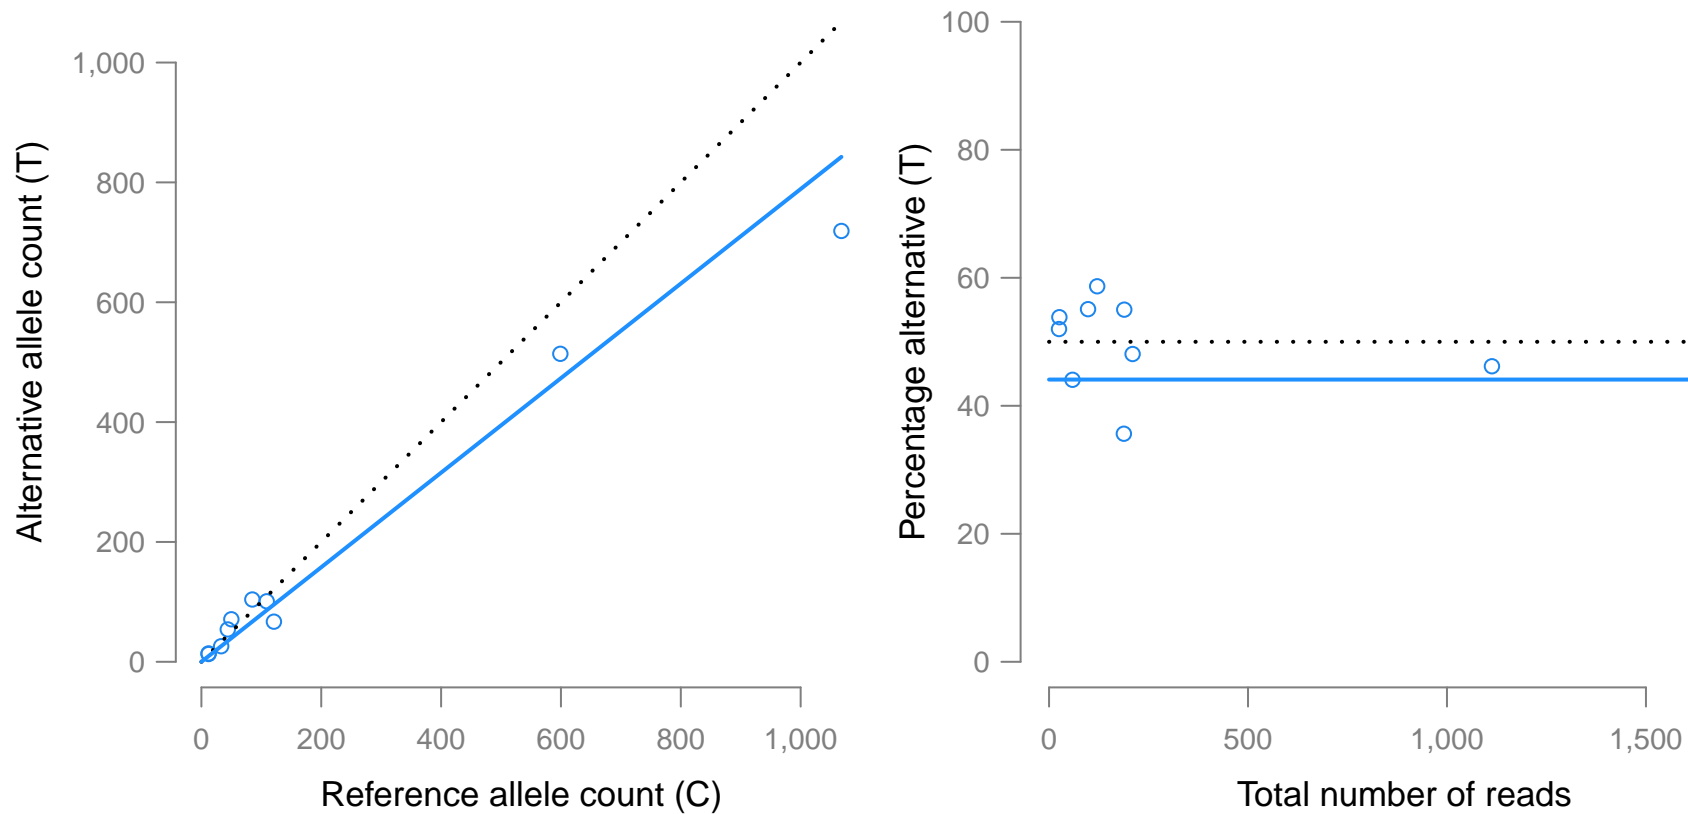 Alternative allele count (T)
1,000
800
600
400
200
0
0 200 400 600 800 1,000
Reference allele count (C)
Percentage alternative (T)
100
80
60
40
20
0
0 500 1,000 1,500
Total number of reads